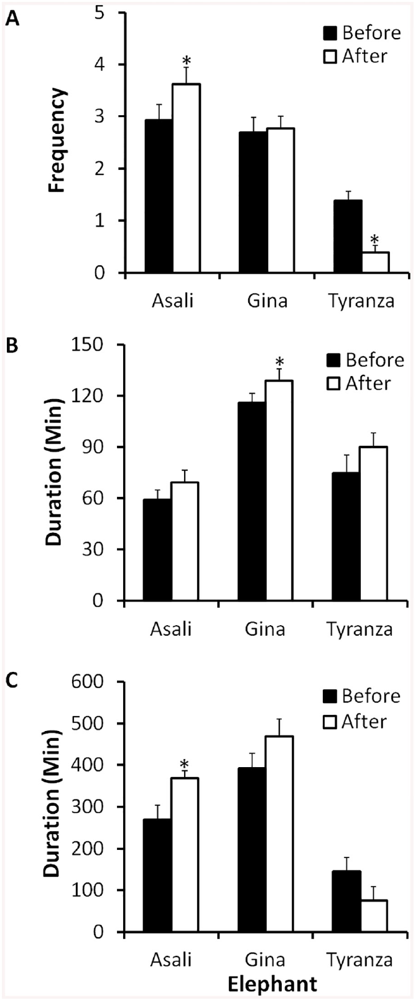 A
5
4
3
2
1
0
Frequency
Before
After
*
*
Asali Gina Tyranza
B
150
120
90
60
30
0
Duration (Min)
Before
After
*
Asali Gina Tyranza
C
600
500
400
300
200
100
0
Duration (Min)
Before
After
*
Asali Gina Tyranza
Elephant